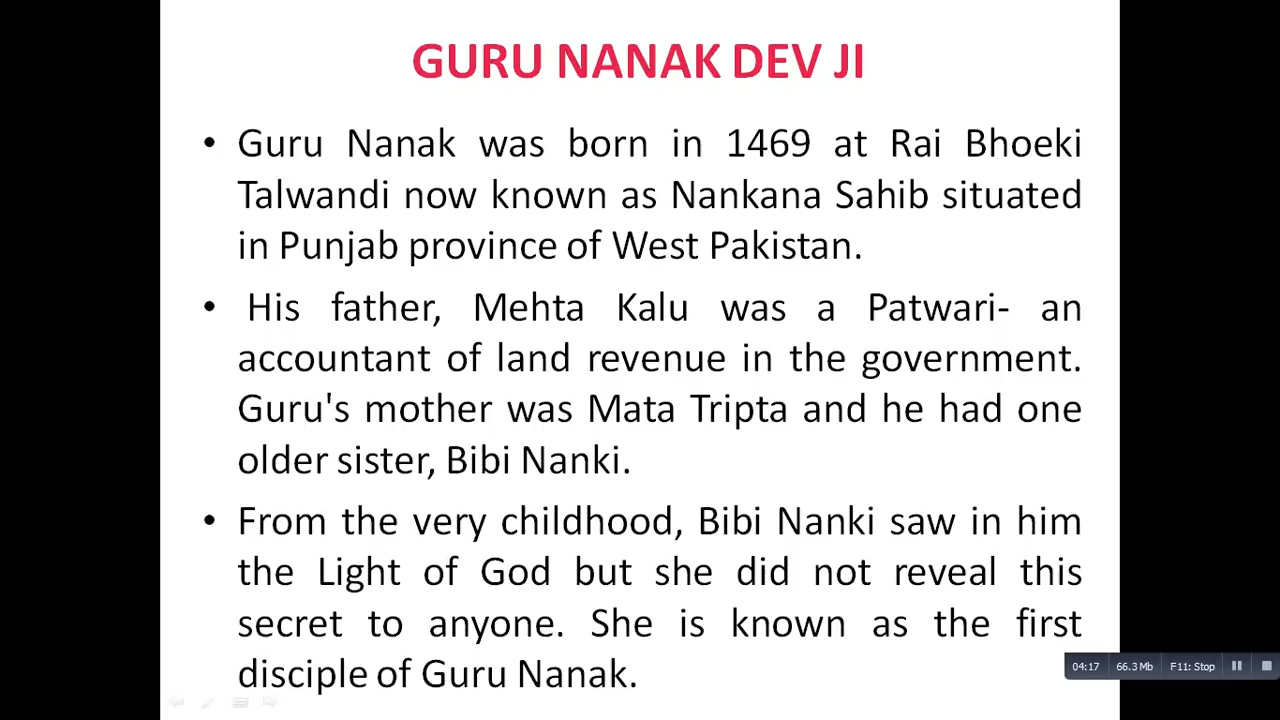 GURU NANAK DEV JI
• Guru Nanak was born in 1469 at Rai Bhoeki
Talwandi now known as Nankana Sahib situated
in Punjab province of West Pakistan.
• His father, Mehta Kalu was a Patwari- an
accountant of land revenue in the government.
Guru's mother was Mata Tripta and he had one
older sister, Bibi Nanki.
• From the very childhood, Bibi Nanki saw in him
the Light of God but she did not reveal this
secret to anyone. She is known as the first
disciple of Guru Nanak.
04:17 66.3 Mb F11: Stop